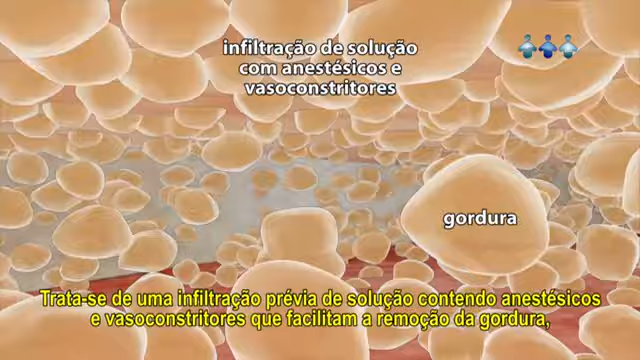 infiltração de solução
com anestésicos e
vasoconstritores
gordura
Trata-se de uma infiltração prévia de solução contendo anestésicos
e vasoconstritores que facilitam a remoção da gordura,